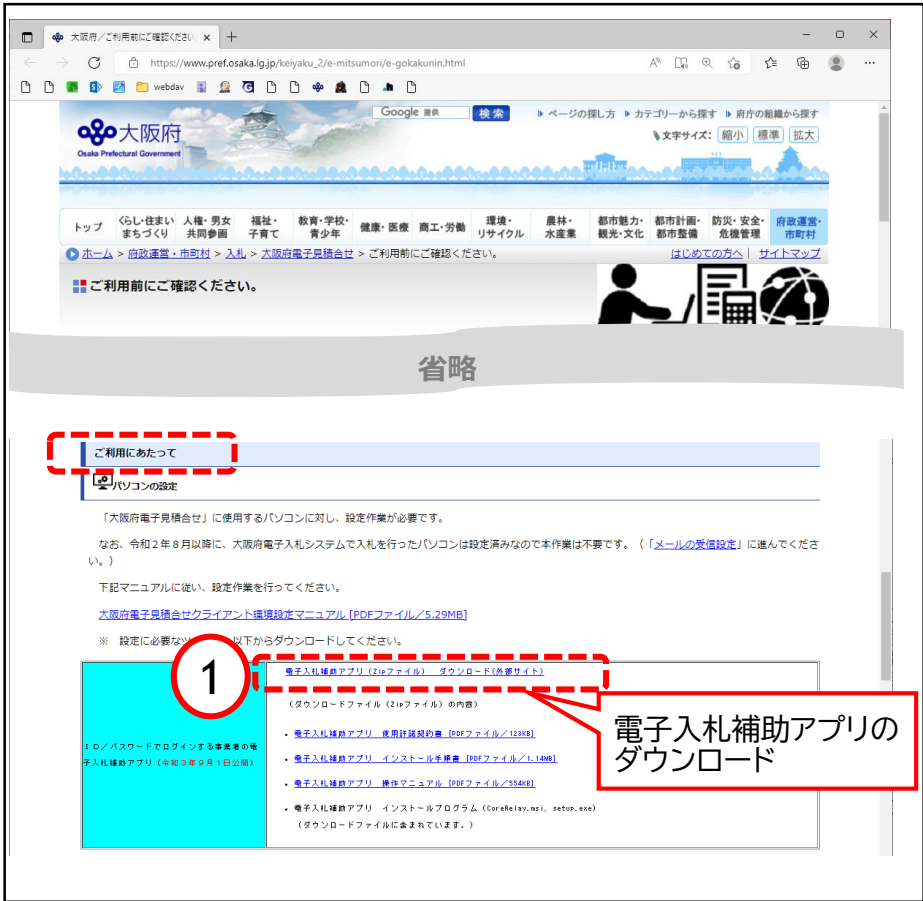 大阪府／ご利用前にご確認ください
https://www.pref.osaka.lg.jp/keiyaku_2/e-mitsumori/e-gokakunin.html
webdav
Google 提供 検索 ページの探し方 カテゴリーから探す 府庁の組織から探す
大阪府
Osaka Prefectural Government
文字サイズ： 縮小 標準 拡大
トップ くらし・住まい まちづくり 人権・男女 共同参画 福祉・ 子育て 教育・学校・ 青少年 健康・医療 商工・労働 環境・ リサイクル 農林・ 水産業 都市魅力・ 観光・文化 都市計画・ 都市整備 防災・安全・ 危機管理 府政運営・ 市町村
ホーム > 府政運営・市町村 > 入札 > 大阪府電子見積合せ > ご利用前にご確認ください。 はじめての方へ | サイトマップ
ご利用前にご確認ください。
省略
ご利用にあたって
パソコンの設定
「大阪府電子見積合せ」に使用するパソコンに対し、設定作業が必要です。
なお、令和２年８月以降に、大阪府電子入札システムで入札を行ったパソコンは設定済みなので本作業は不要です。（「メールの受信設定」に進んでくださ
い。）
下記マニュアルに従い、設定作業を行ってください。
大阪府電子見積合せクライアント環境設定マニュアル [PDFファイル／5.29MB]
※ 設定に必要な 以下からダウンロードしてください。
1
電子入札補助アプリ（Zipファイル） ダウンロード(外部サイト)
（ダウンロードファイル（Zipファイル）の内容）
・電子入札補助アプリ 使用許諾契約書 [PDFファイル／123KB]
・電子入札補助アプリ インストール手順書 [PDFファイル／1.14MB]
・電子入札補助アプリ 操作マニュアル [PDFファイル／554KB]
・電子入札補助アプリ インストールプログラム（CoreRelay.msi、setup.exe）
（ダウンロードファイルに含まれています。）
ＩＤ／パスワードでログインする事業者の電
子入札補助アプリ（令和３年９月１日公開）
電子入札補助アプリの
ダウンロード